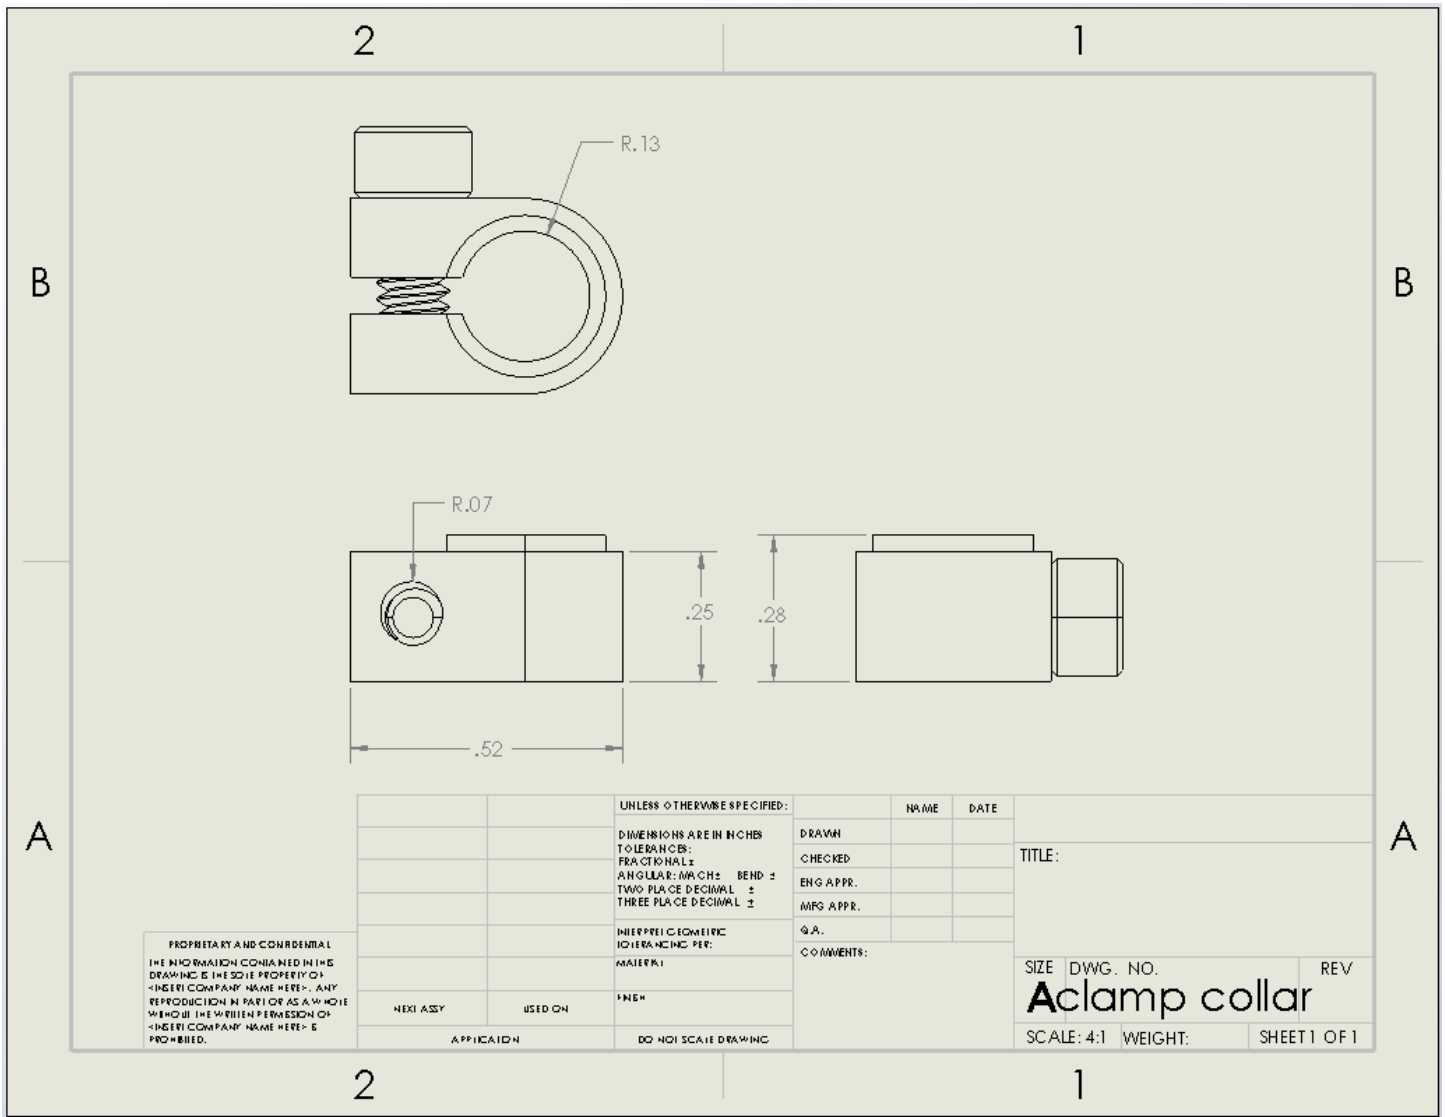 2
1
R.13
B
B
R.07
.25
.28
.52
A
A
UNLESS OTHERWISE SPECIFIED:
DIMENSIONS ARE IN INCHES
TOLERANCES:
FRACTIONAL ±
ANGULAR: MACH ± BEND ±
TWO PLACE DECIMAL ±
THREE PLACE DECIMAL ±
INTERPRET GEOMETRIC
TOLERANCING PER:
MATERIAL
FINISH
DO NOT SCALE DRAWING
NAME DATE
DRAWN
CHECKED
ENG APPR.
MFG APPR.
Q.A.
COMMENTS:
TITLE:
SIZE DWG. NO. REV
A clamp collar
SCALE: 4:1 WEIGHT: SHEET 1 OF 1
PROPRIETARY AND CONFIDENTIAL
THE INFORMATION CONTAINED IN THIS
DRAWING IS THE SOLE PROPERTY OF
<INSERT COMPANY NAME HERE>. ANY
REPRODUCTION IN PART OR AS A WHOLE
WITHOUT THE WRITTEN PERMISSION OF
<INSERT COMPANY NAME HERE> IS
PROHIBITED.
NEXT ASSY USED ON
APPLICATION
2
1